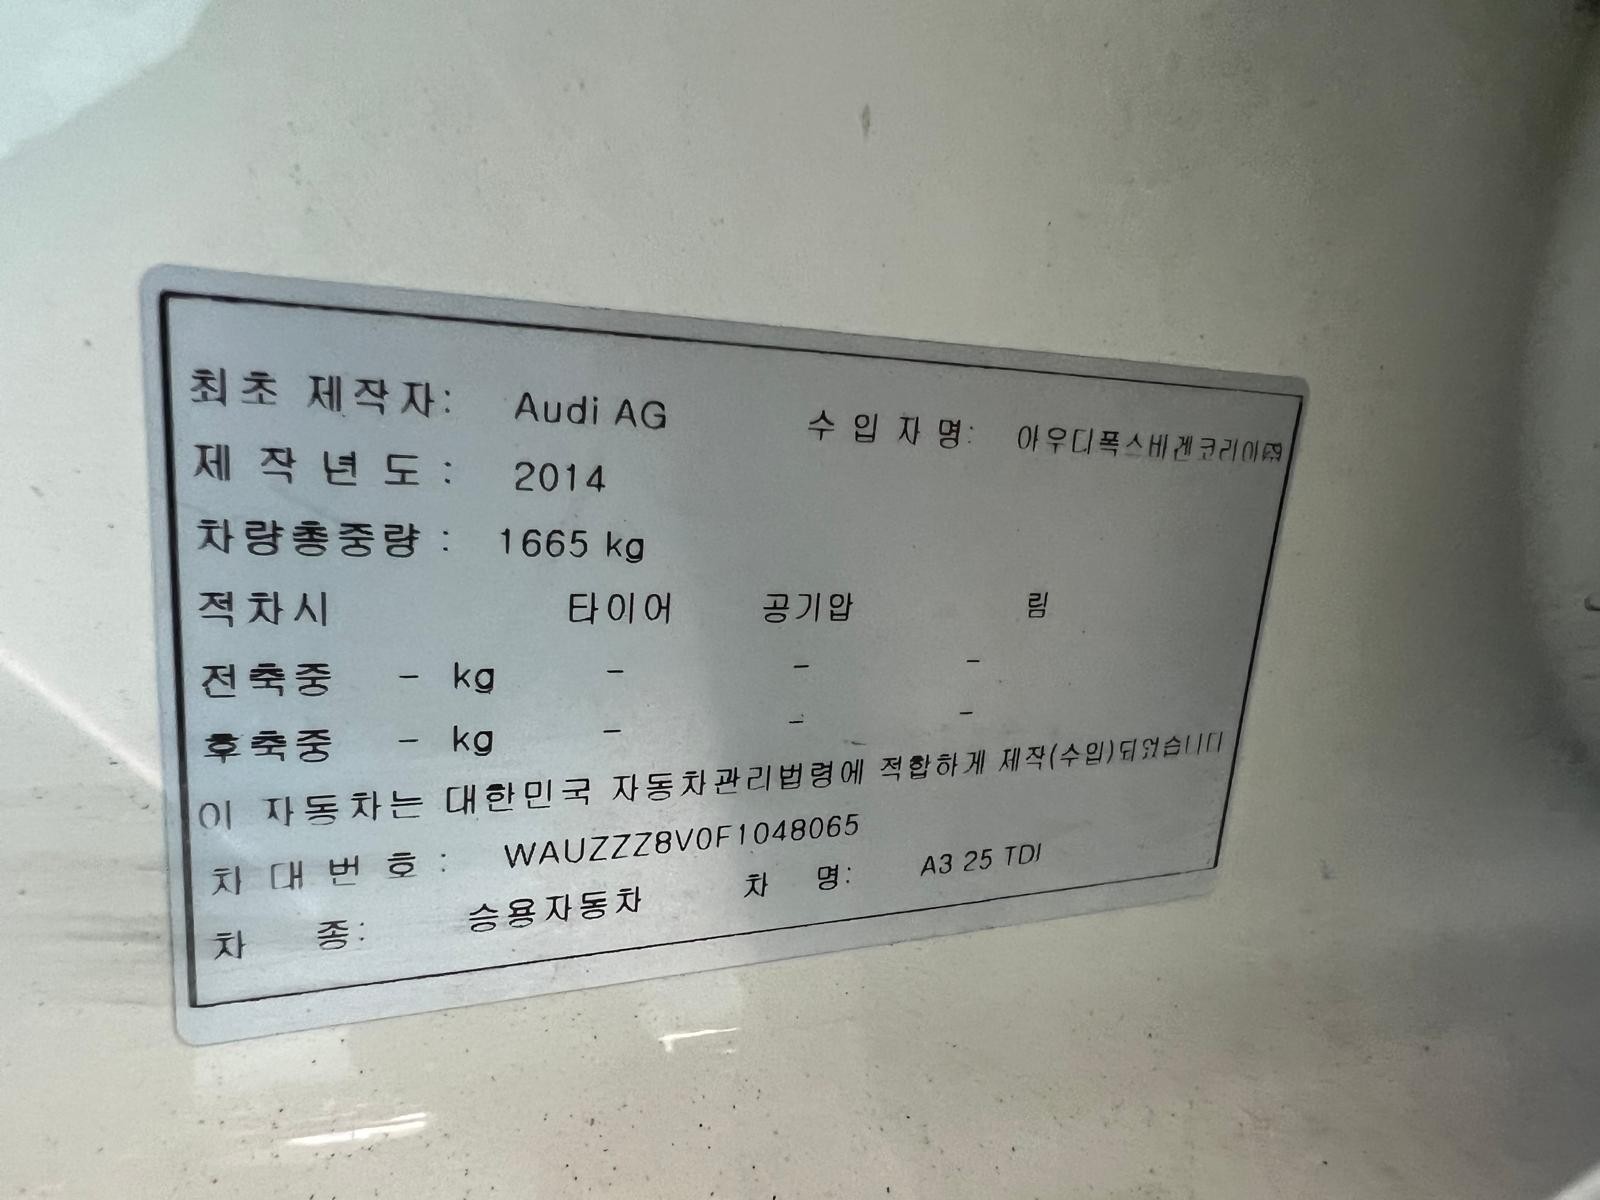 최초 제작자: Audi AG 수 입 자 명: 아우디폭스바겐코리아㈜
제 작 년 도 : 2014
차량총중량 : 1665 kg
적차시 타이어 공기압 림
전축중 - kg - - -
후축중 - kg - - -
이 자동차는 대한민국 자동차관리법령에 적합하게 제작(수입)되었습니다
차 대 번 호 : WAUZZZ8V0F1048065
차 종: 승용자동차 차 명: A3 25 TDI